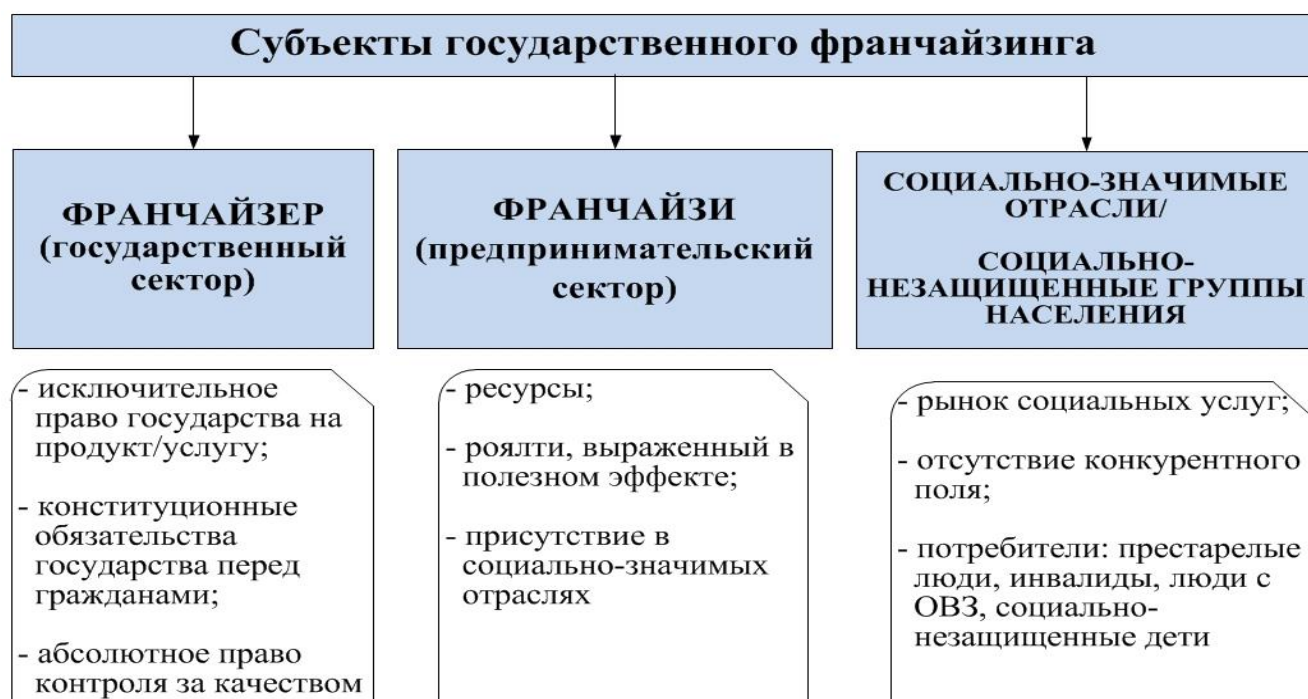 Субъекты государственного франчайзинга
ФРАНЧАЙЗЕР
(государственный
сектор)
ФРАНЧАЙЗИ
(предпринимательский
сектор)
СОЦИАЛЬНО-ЗНАЧИМЫЕ
ОТРАСЛИ/
СОЦИАЛЬНО-
НЕЗАЩИЩЕННЫЕ ГРУППЫ
НАСЕЛЕНИЯ
- исключительное
право государства на
продукт/услугу;
- конституционные
обязательства
государства перед
гражданами;
- абсолютное право
контроля за качеством
- ресурсы;
- роялти, выраженный в
полезном эффекте;
- присутствие в
социально-значимых
отраслях
- рынок социальных услуг;
- отсутствие конкурентного
поля;
- потребители: престарелые
люди, инвалиды, люди с
ОВЗ, социально-
незащищенные дети